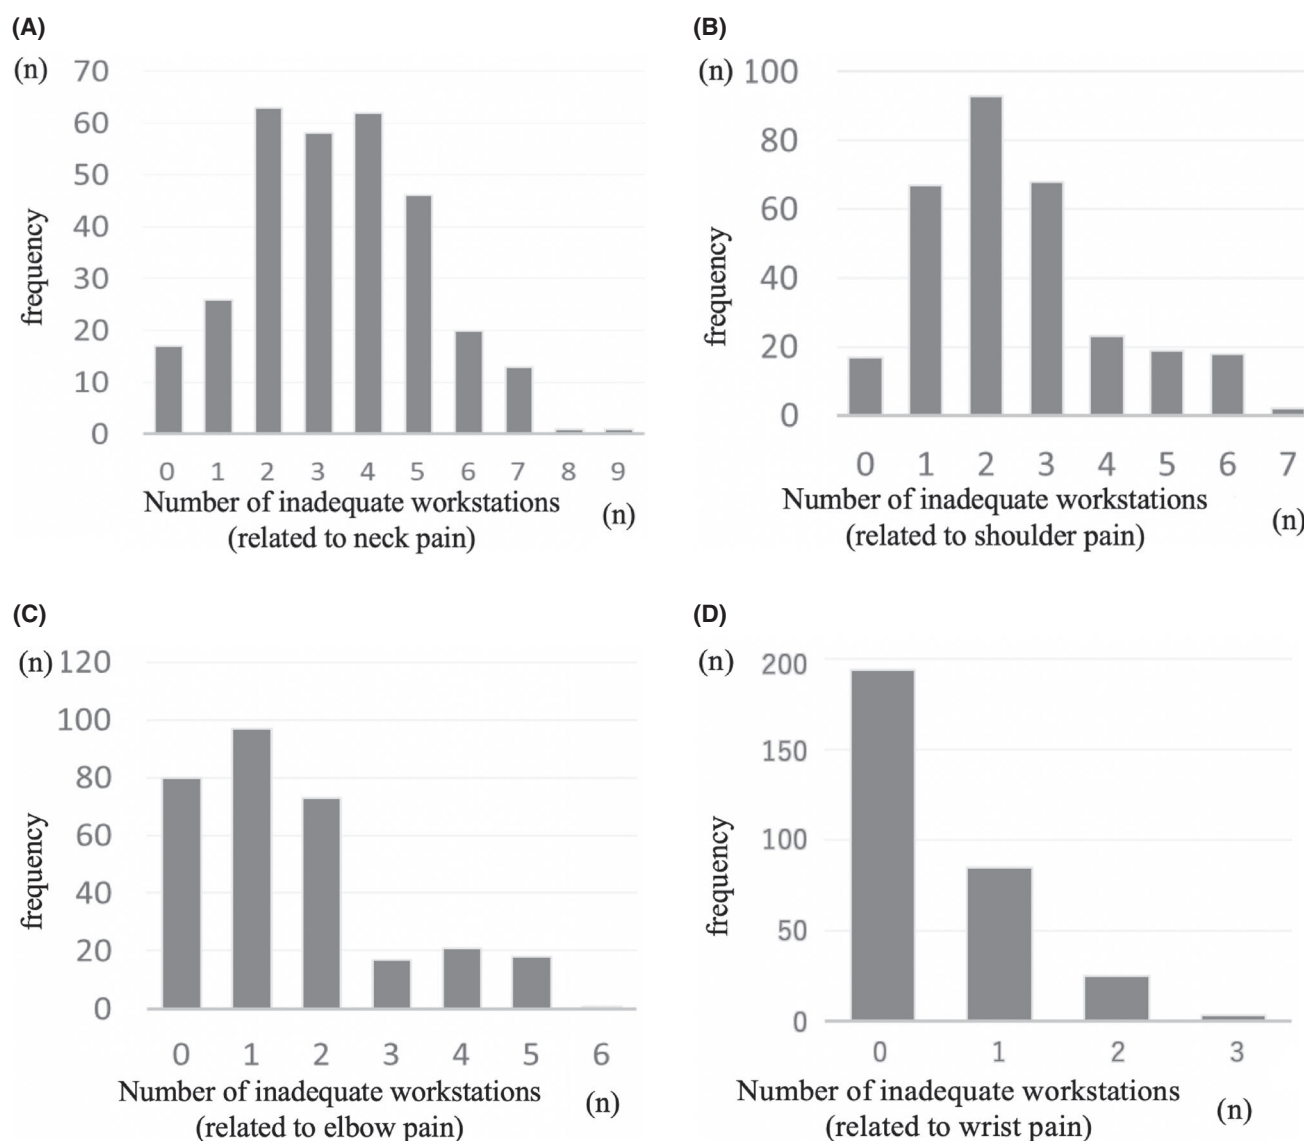 (A)
(n)
70
60
50
40
30
20
10
0
frequency
0 1 2 3 4 5 6 7 8 9
Number of inadequate workstations
(related to neck pain)
(n)
(B)
(n)
100
80
60
40
20
0
frequency
0 1 2 3 4 5 6 7
Number of inadequate workstations
(related to shoulder pain)
(n)
(C)
(n)
120
100
80
60
40
20
0
frequency
0 1 2 3 4 5 6
Number of inadequate workstations
(related to elbow pain)
(n)
(D)
(n)
200
150
100
50
0
frequency
0 1 2 3
Number of inadequate workstations
(related to wrist pain)
(n)